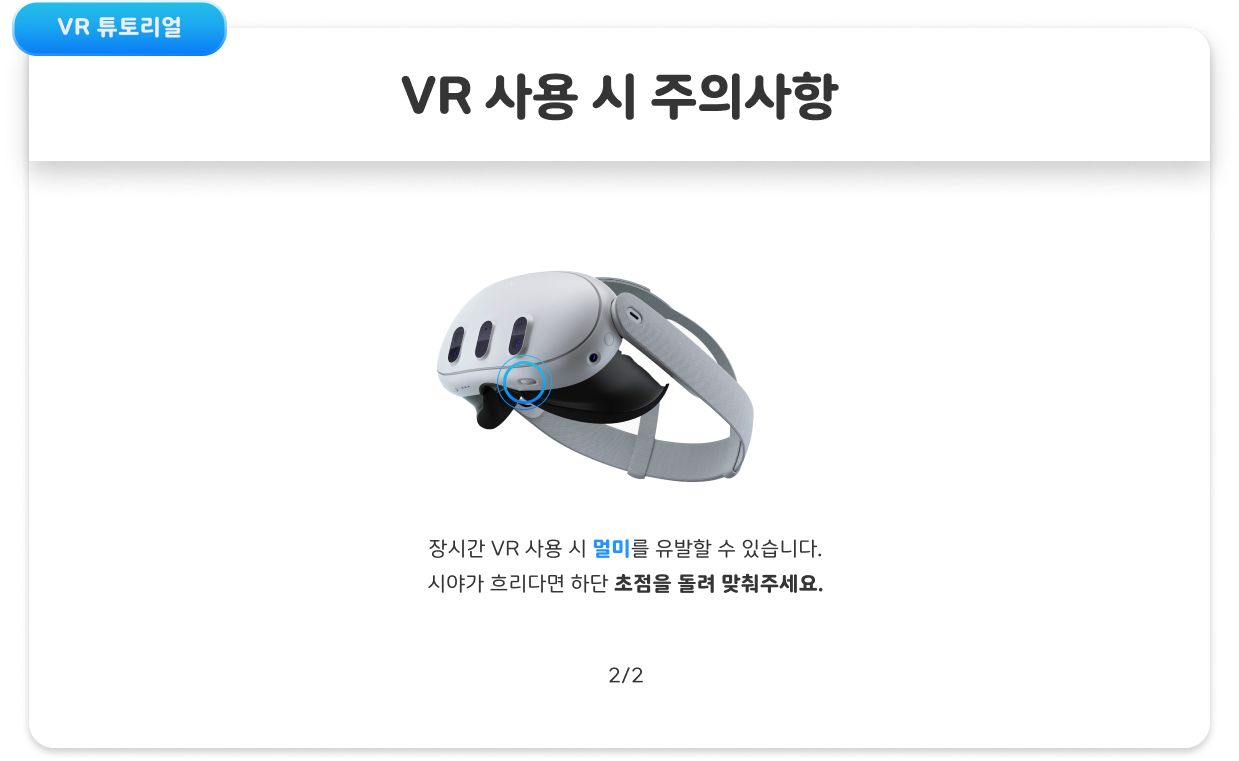 VR 튜토리얼
VR 사용 시 주의사항
장시간 VR 사용 시 멀미를 유발할 수 있습니다.
시야가 흐리다면 하단 초점을 돌려 맞춰주세요.
2/2